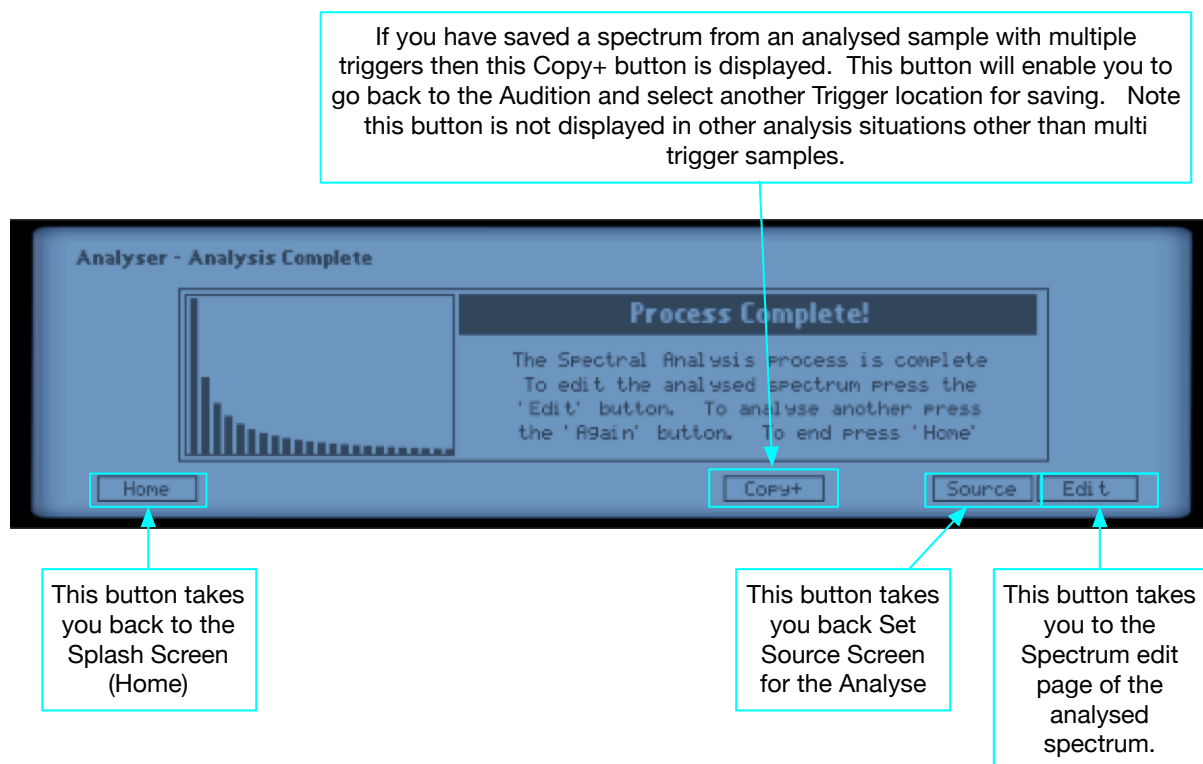 If you have saved a spectrum from an analysed sample with multiple
triggers then this Copy+ button is displayed.  This button will enable you to
go back to the Audition and select another Trigger location for saving.   Note
this button is not displayed in other analysis situations other than multi
trigger samples.
Analyser - Analysis Complete
Process Complete!
The Spectral Analysis process is complete
To edit the analysed spectrum press the
'Edit' button.  To analyse another press
the 'Again' button.  To end press 'Home'
Home
Copy+
Source
Edit
This button takes
you back to the
Splash Screen
(Home)
This button takes
you back Set
Source Screen
for the Analyse
This button takes
you to the
Spectrum edit
page of the
analysed
spectrum.